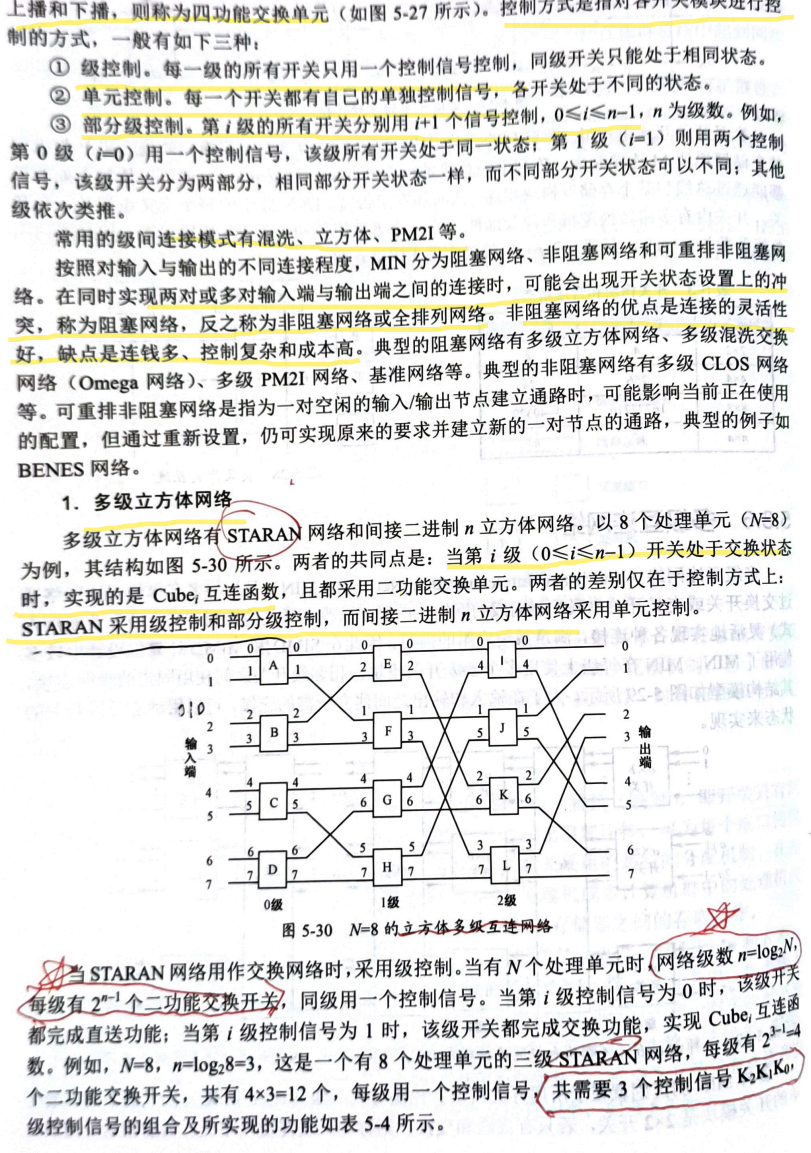 上播和下播，则称为四功能交换单元（如图 5-27 所示）。控制方式是指对各开关模块进行控
制的方式，一般有如下三种：
① 级控制。每一级的所有开关只用一个控制信号控制，同级开关只能处于相同状态。
② 单元控制。每一个开关都有自己的单独控制信号，各开关处于不同的状态。
③ 部分级控制。第 i 级的所有开关分别用 i+1 个信号控制，0≤i≤n−1，n 为级数。例如，
第 0 级（i=0）用一个控制信号，该级所有开关处于同一状态；第 1 级（i=1）则用两个控制
信号，该级开关分为两部分，相同部分开关状态一样，而不同部分开关状态可以不同；其他
级依次类推。
常用的级间连接模式有混洗、立方体、PM2I 等。
按照对输入与输出的不同连接程度，MIN 分为阻塞网络、非阻塞网络和可重排非阻塞网
络。在同时实现两对或多对输入端与输出端之间的连接时，可能会出现开关状态设置上的冲
突，称为阻塞网络，反之称为非阻塞网络或全排列网络。非阻塞网络的优点是连接的灵活性
好，缺点是连钱多、控制复杂和成本高。典型的阻塞网络有多级立方体网络、多级混洗交换
网络（Omega 网络）、多级 PM2I 网络、基准网络等。典型的非阻塞网络有多级 CLOS 网络
等。可重排非阻塞网络是指为一对空闲的输入/输出节点建立通路时，可能影响当前正在使用
的配置，但通过重新设置，仍可实现原来的要求并建立新的一对节点的通路，典型的例子如
BENES 网络。
1．多级立方体网络
多级立方体网络有 STARAN 网络和间接二进制 n 立方体网络。以 8 个处理单元（N=8）
为例，其结构如图 5-30 所示。两者的共同点是：当第 i 级（0≤i≤n−1）开关处于交换状态
时，实现的是 Cubeᵢ 互连函数，且都采用二功能交换单元。两者的差别仅在于控制方式上：
STARAN 采用级控制和部分级控制，而间接二进制 n 立方体网络采用单元控制。
0 0 0 0 0 0 0 0
1 1 A 1 2 E 2 4 I 4 1
010
2 2 2 1 1 1 1 2
3 3 B 3 3 F 3 5 J 5 3
输入端
输出端
4 4 4 4 4 2 2 4
5 5 C 5 6 G 6 6 K 6 5
6 6 6 5 5 3 3 6
7 7 D 7 7 H 7 7 L 7 7
0级 1级 2级
图 5-30 N=8 的立方体多级互连网络
当 STARAN 网络用作交换网络时，采用级控制。当有 N 个处理单元时，网络级数 n=log₂N，
每级有 2ⁿ⁻¹ 个二功能交换开关，同级用一个控制信号。当第 i 级控制信号为 0 时，该级开关
都完成直送功能；当第 i 级控制信号为 1 时，该级开关都完成交换功能，实现 Cubeᵢ 互连函
数。例如，N=8，n=log₂8=3，这是一个有 8 个处理单元的三级 STARAN 网络，每级有 2³⁻¹=4
个二功能交换开关，共有 4×3=12 个，每级用一个控制信号，共需要 3 个控制信号 K₂K₁K₀，
级控制信号的组合及所实现的功能如表 5-4 所示。